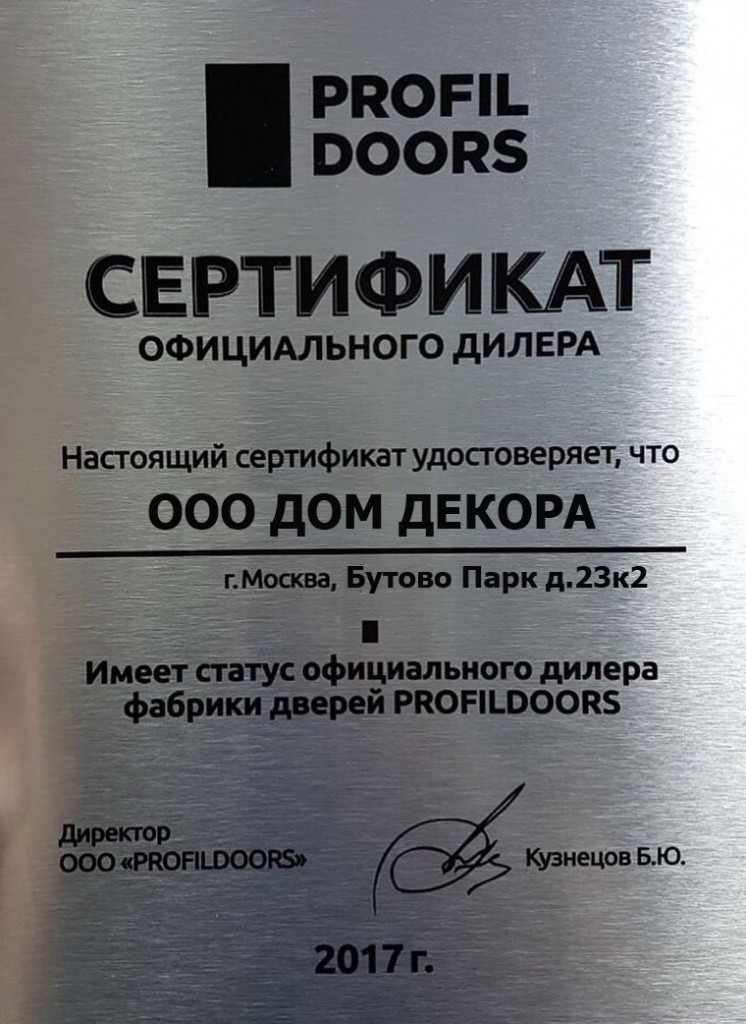 PROFIL
DOORS
СЕРТИФИКАТ
ОФИЦИАЛЬНОГО ДИЛЕРА
Настоящий сертификат удостоверяет, что
ООО ДОМ ДЕКОРА
г.Москва, Бутово Парк д.23к2
Имеет статус официального дилера
фабрики дверей PROFILDOORS
Директор
ООО «PROFILDOORS»
Кузнецов Б.Ю.
2017 г.